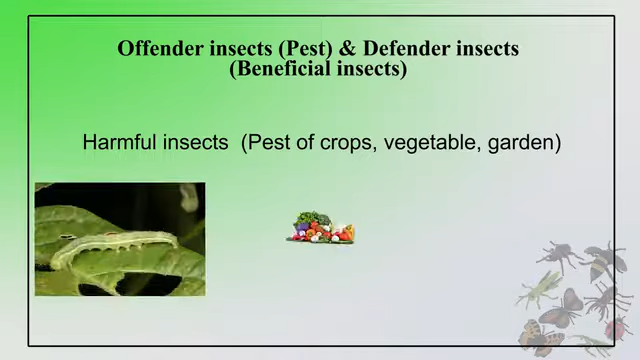 Offender insects (Pest) & Defender insects
(Beneficial insects)
Harmful insects  (Pest of crops, vegetable, garden)